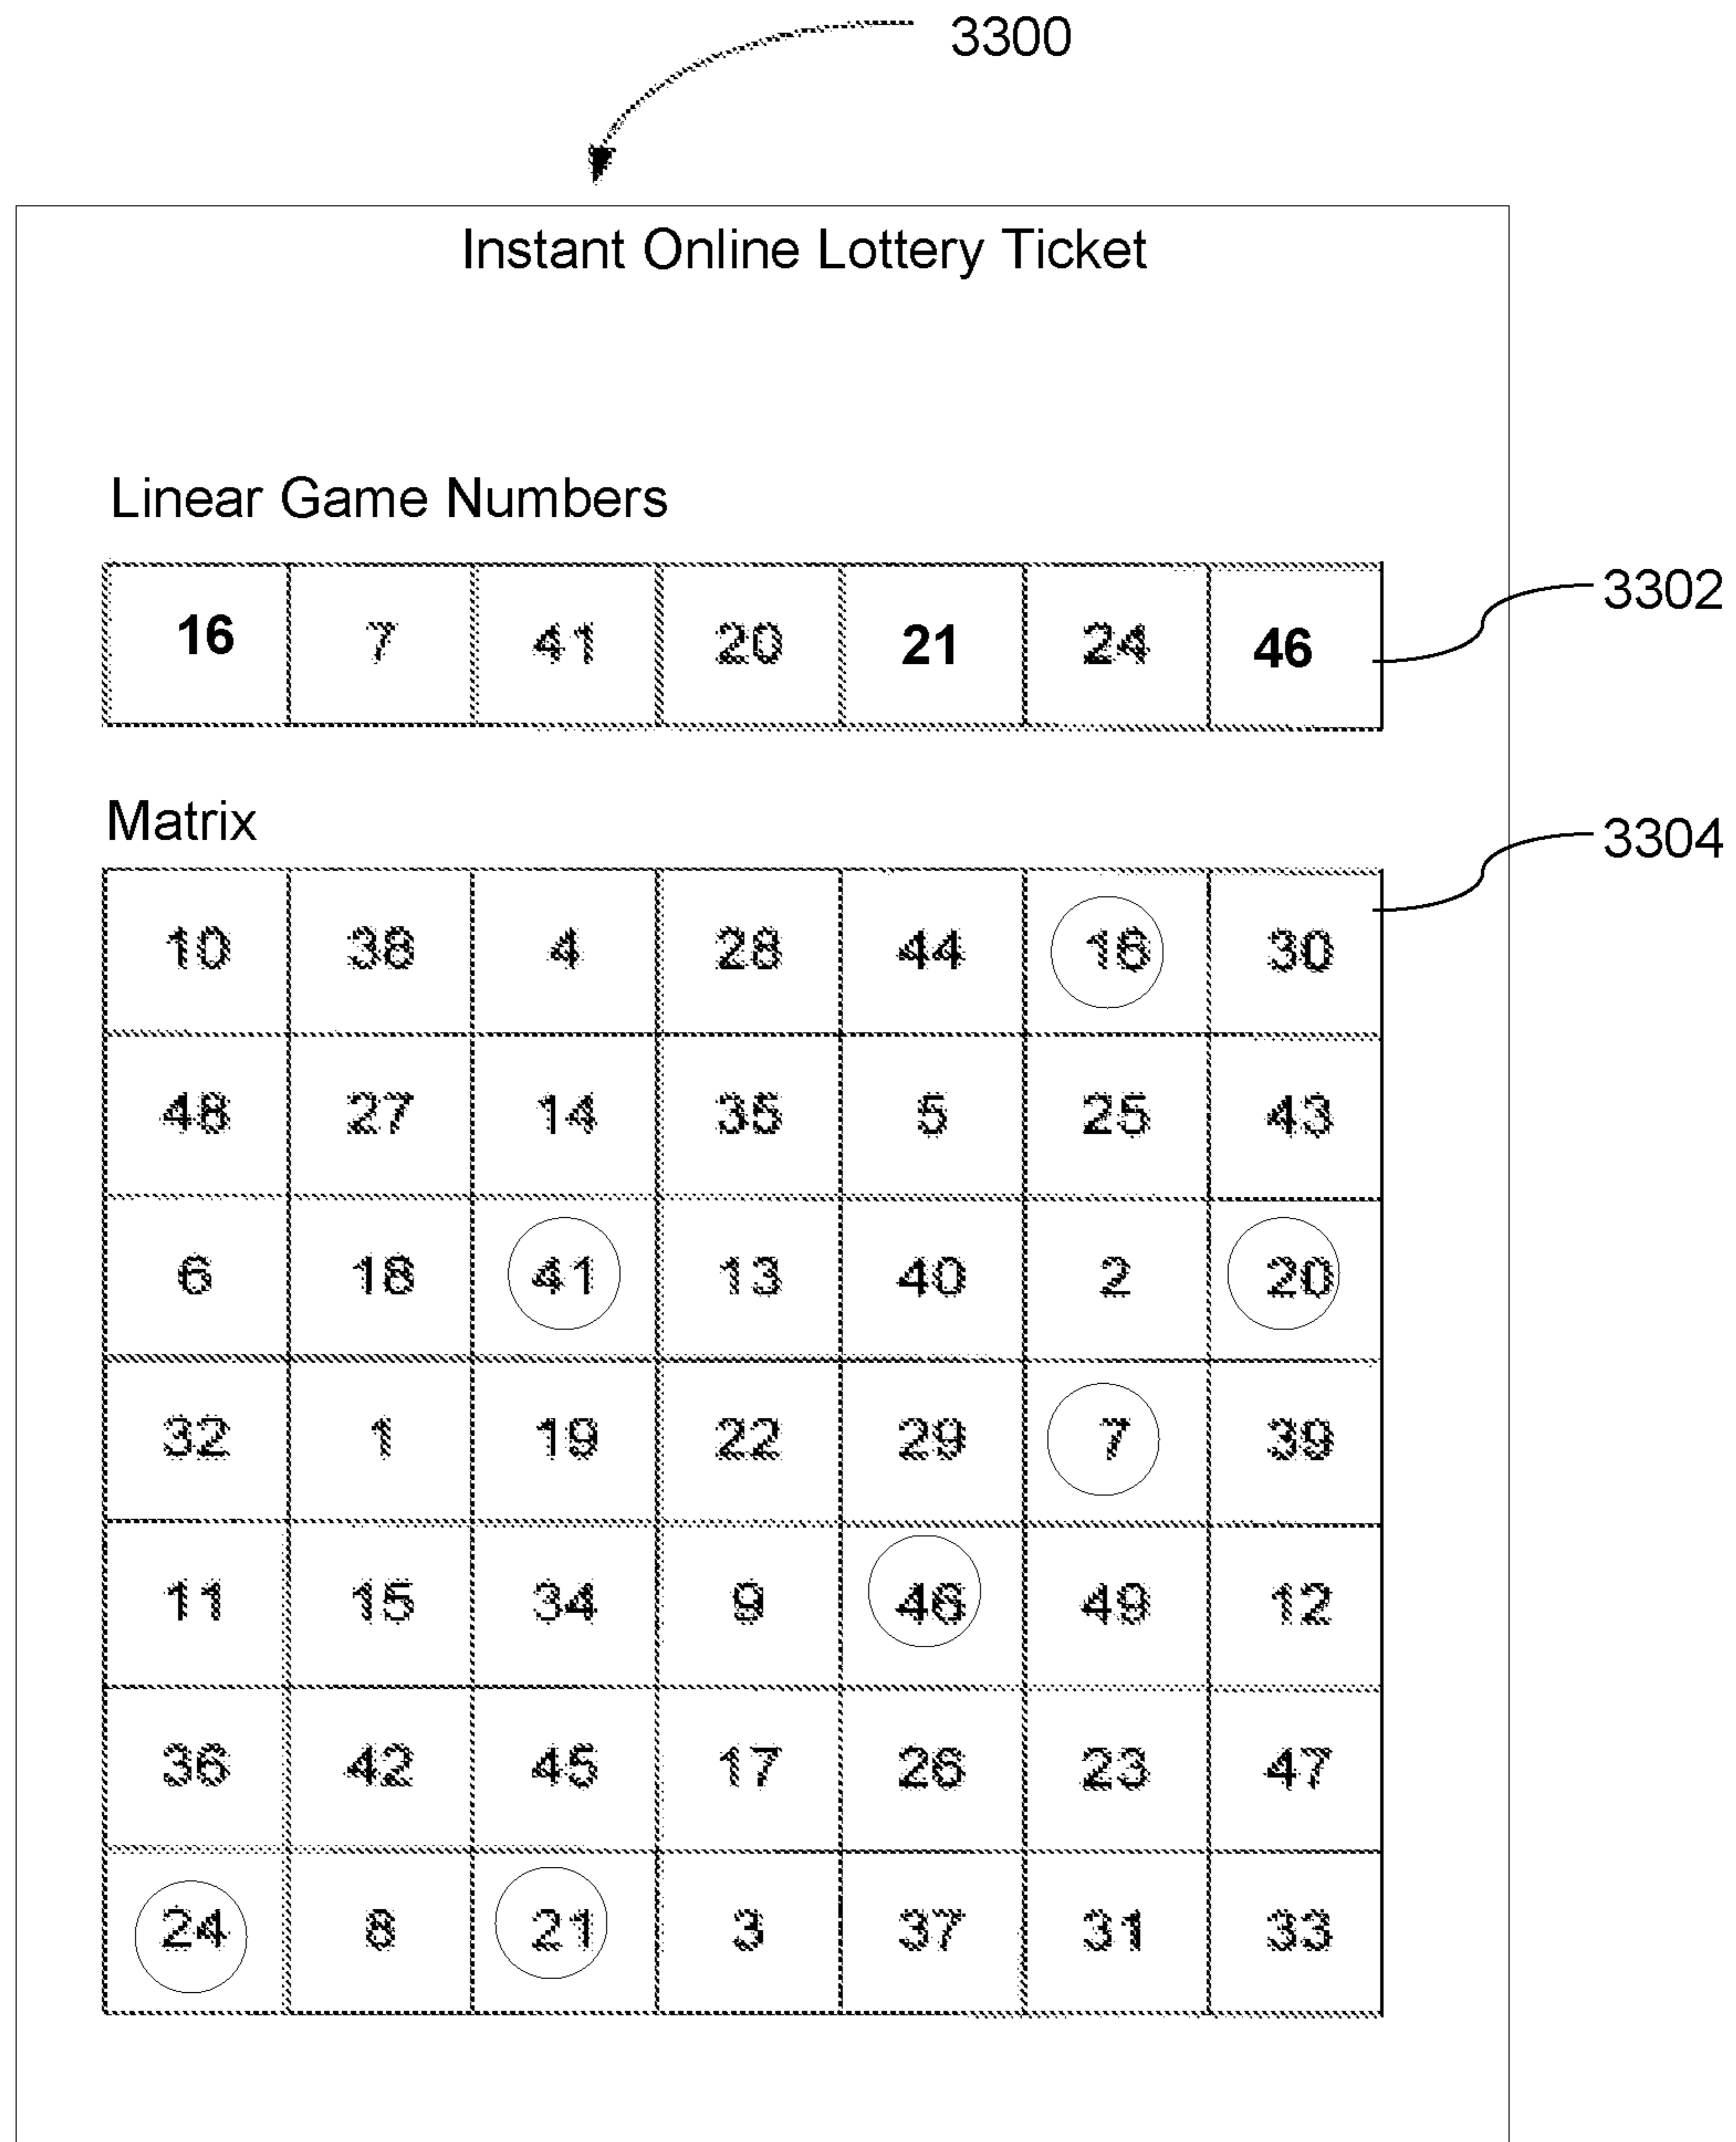 3300
Instant Online Lottery Ticket
Linear Game Numbers
16 7 41 20 21 24 46
3302
Matrix
3304
10 38 4 28 44 16 30
48 27 14 35 5 25 43
6 18 41 13 40 2 20
32 1 19 22 29 7 39
11 15 34 9 46 49 12
36 42 45 17 26 23 47
24 8 21 3 37 31 33